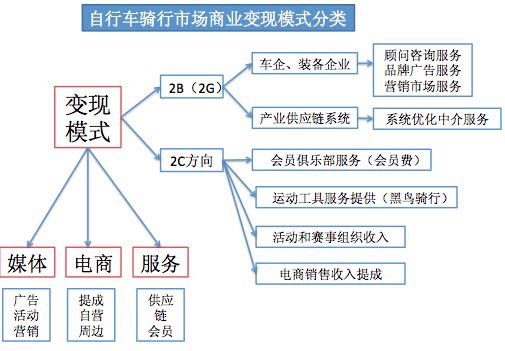 自行车骑行市场商业变现模式分类
变现
模式
2B（2G）
车企、装备企业
顾问咨询服务
品牌广告服务
营销市场服务
产业供应链系统
系统优化中介服务
2C方向
会员俱乐部服务（会员费）
运动工具服务提供（黑鸟骑行）
活动和赛事组织收入
电商销售收入提成
媒体
电商
服务
广告
活动
营销
提成
自营
周边
供应
链
会员